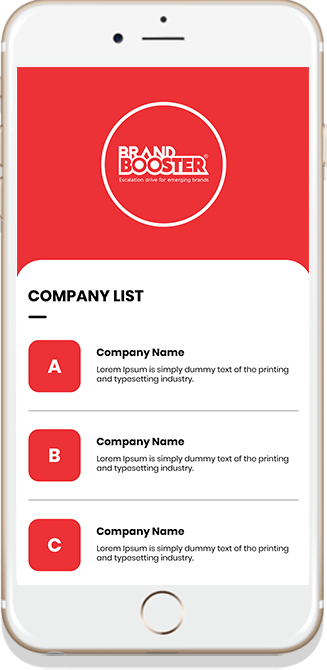 BRAND
BOOSTER®
Escalation drive for emerging brands
COMPANY LIST
A
Company Name
Lorem Ipsum is simply dummy text of the printing
and typesetting industry.
B
Company Name
Lorem Ipsum is simply dummy text of the printing
and typesetting industry.
C
Company Name
Lorem Ipsum is simply dummy text of the printing
and typesetting industry.